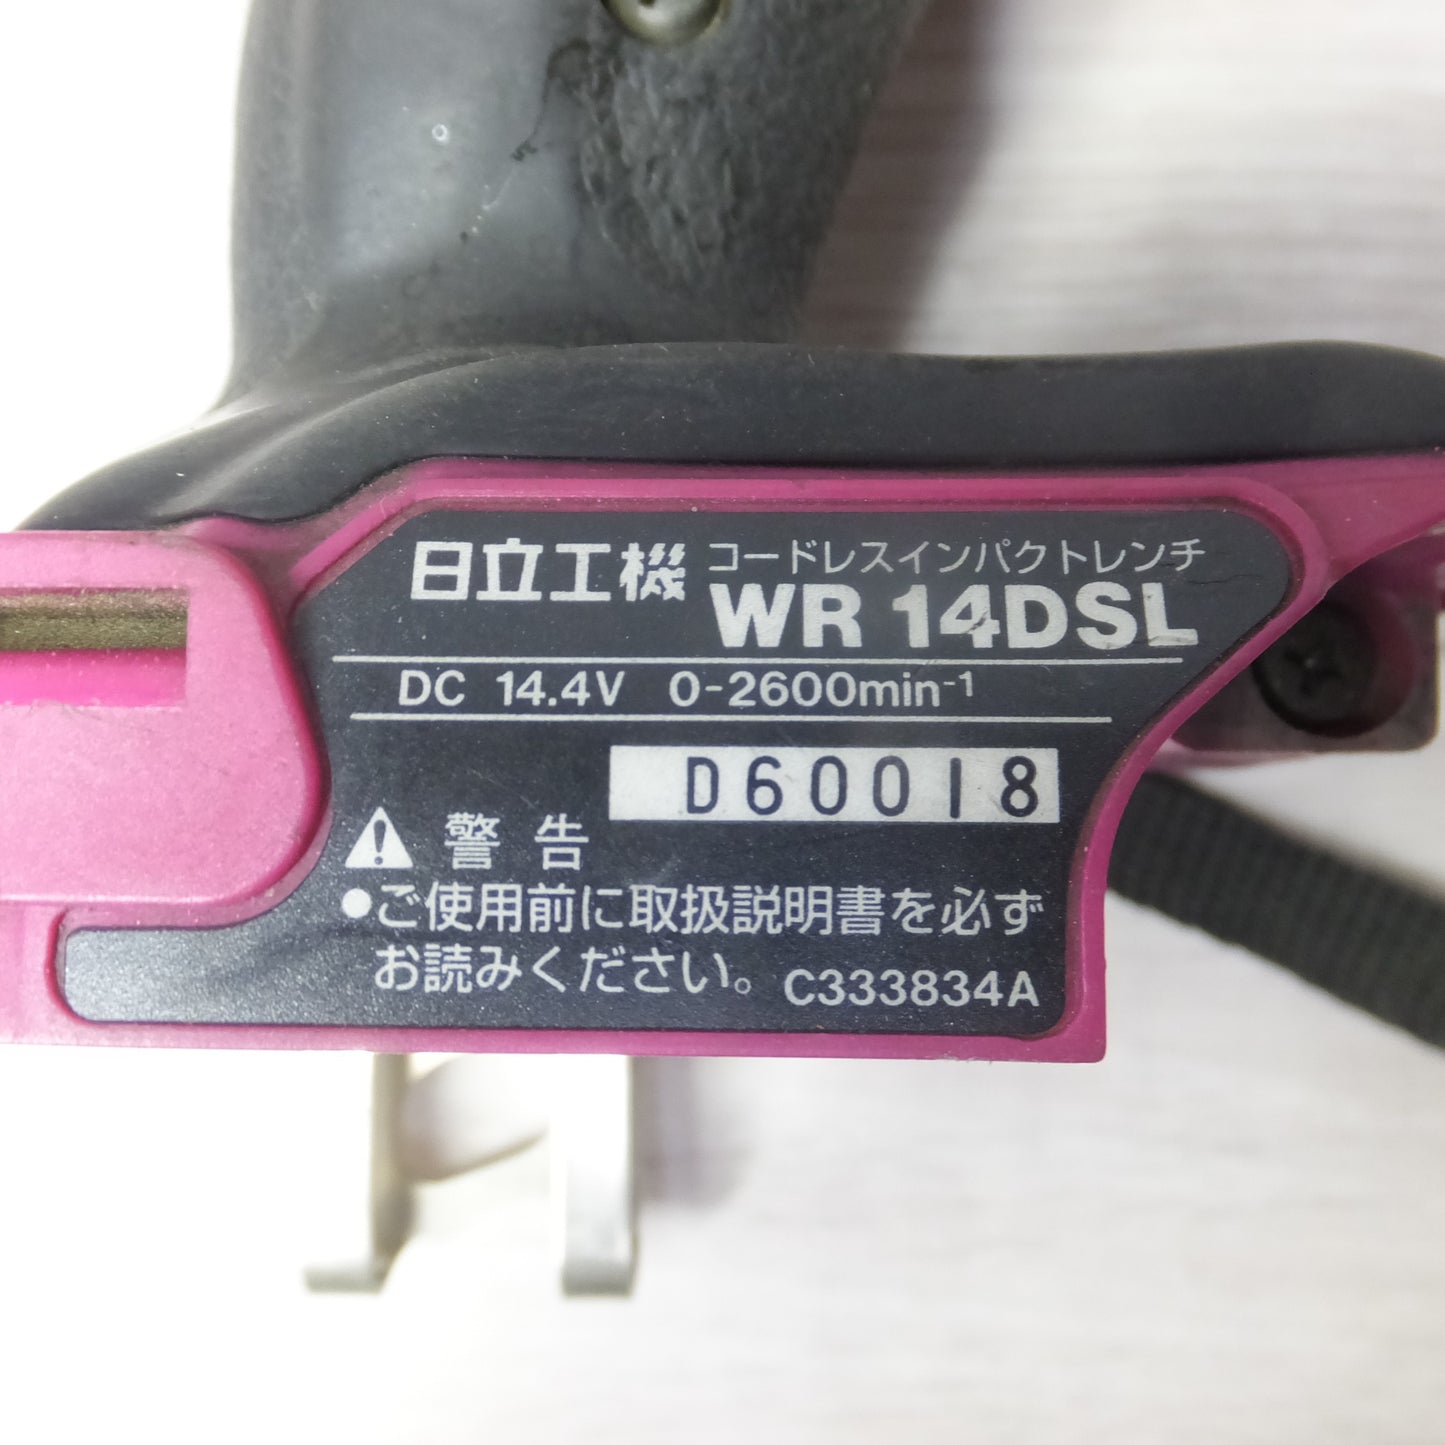 日立工機 コードレスインパクトレンチ
WR 14DSL
DC 14.4V 0-2600min⁻¹
D60018
警告
●ご使用前に取扱説明書を必ず
お読みください。 C333834A